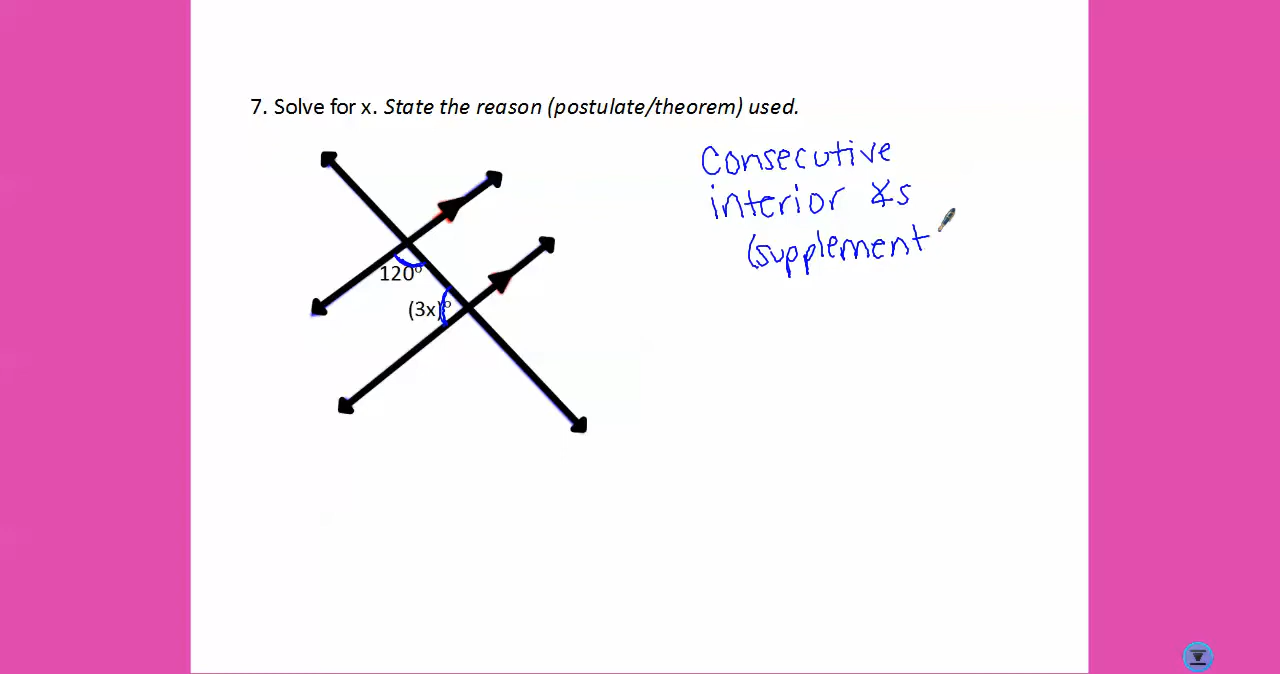 7. Solve for x. State the reason (postulate/theorem) used.
Consecutive
interior ∡s
(supplement
120°
(3x)°